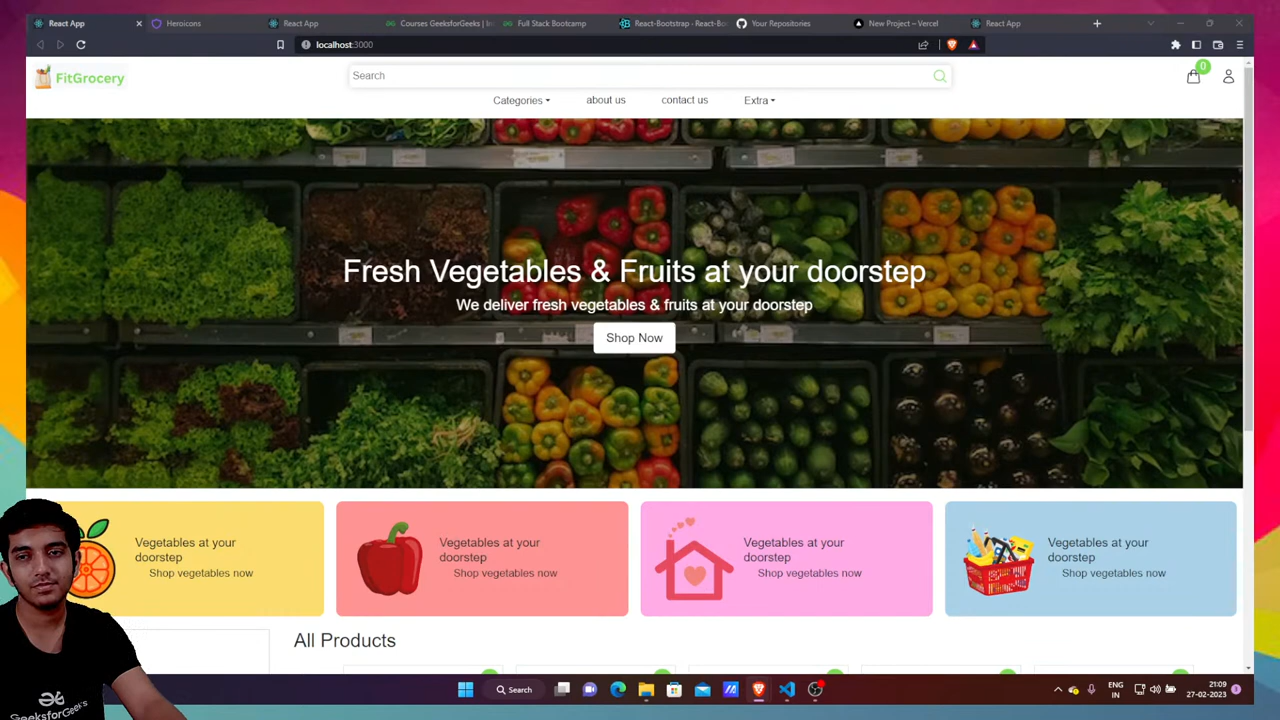 React App
Heroicons
React App
Courses GeeksforGeeks | In
Full Stack Bootcamp
React-Bootstrap · React-Bo
Your Repositories
New Project – Vercel
React App
localhost:3000
FitGrocery
Search
0
Categories
about us
contact us
Extra
Fresh Vegetables & Fruits at your doorstep
We deliver fresh vegetables & fruits at your doorstep
Shop Now
Vegetables at your
doorstep
Shop vegetables now
Vegetables at your
doorstep
Shop vegetables now
Vegetables at your
doorstep
Shop vegetables now
Vegetables at your
doorstep
Shop vegetables now
All Products
GeeksforGeeks
Search
ENG
IN
21:09
27-02-2023
3